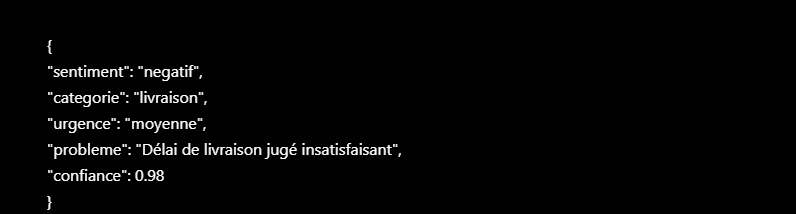 {
"sentiment": "negatif",
"categorie": "livraison",
"urgence": "moyenne",
"probleme": "Délai de livraison jugé insatisfaisant",
"confiance": 0.98
}